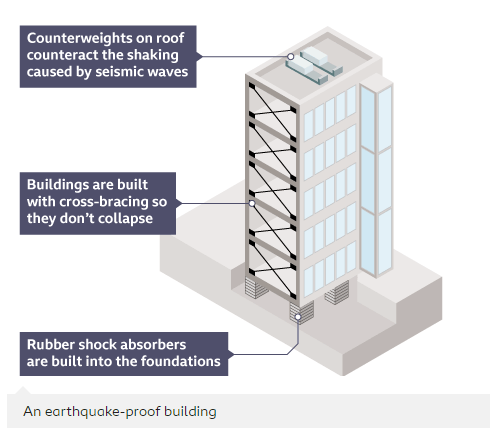 Counterweights on roof
counteract the shaking
caused by seismic waves
Buildings are built
with cross-bracing so
they don't collapse
Rubber shock absorbers
are built into the foundations
An earthquake-proof building